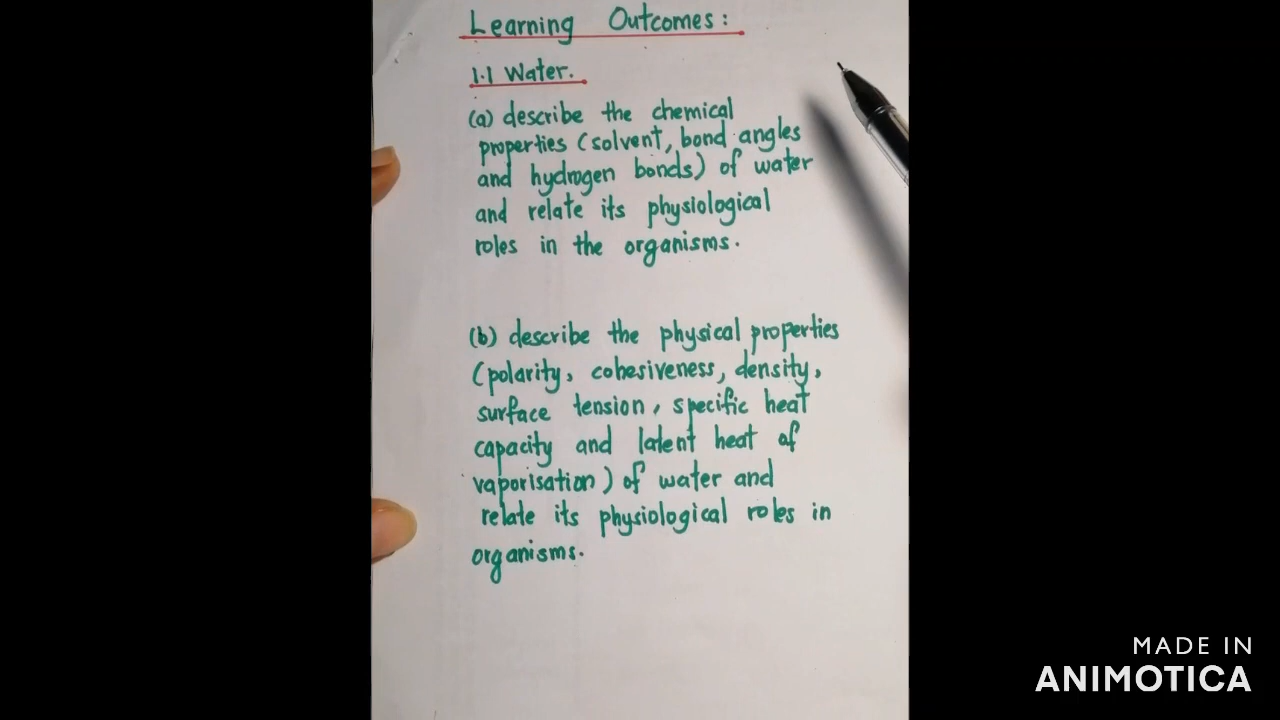 Learning Outcomes:
1.1 Water.
(a) describe the chemical
properties (solvent, bond angles
and hydrogen bonds) of water
and relate its physiological
roles in the organisms.
(b) describe the physical properties
(polarity, cohesiveness, density,
surface tension, specific heat
capacity and latent heat of
vaporisation) of water and
relate its physiological roles in
organisms.
MADE IN
ANIMOTICA